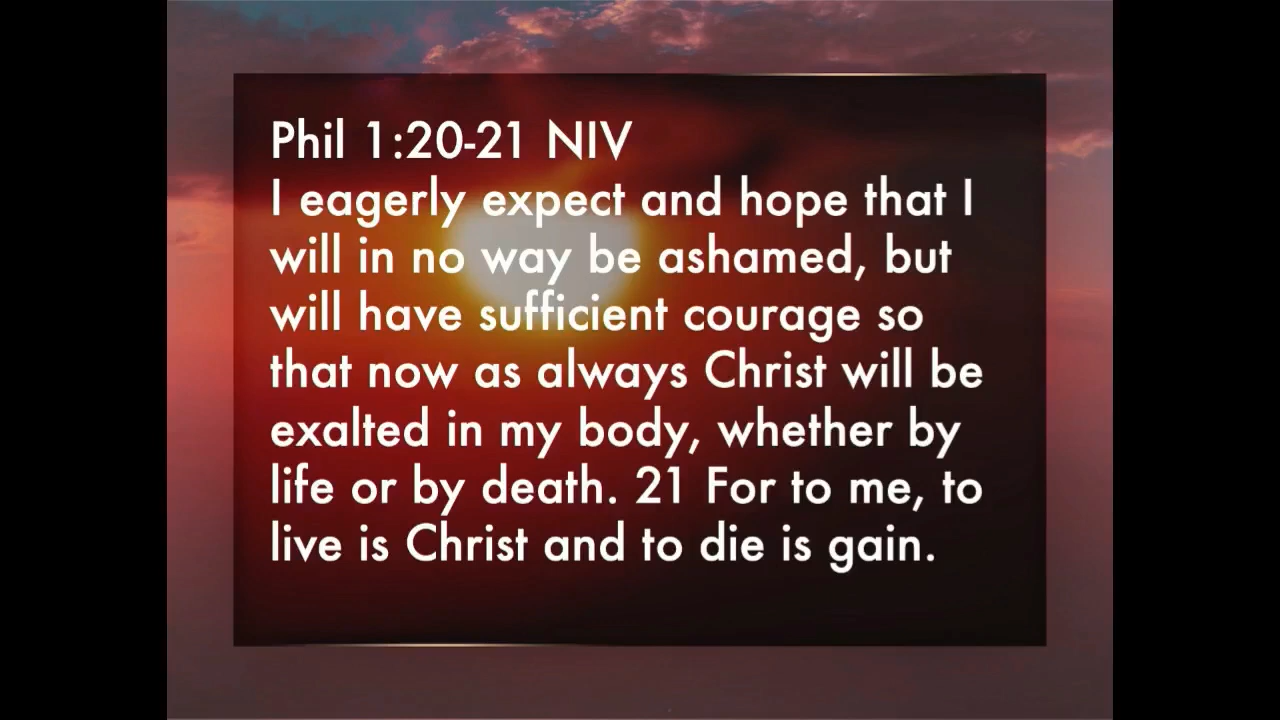 Phil 1:20-21 NIV
I eagerly expect and hope that I
will in no way be ashamed, but
will have sufficient courage so
that now as always Christ will be
exalted in my body, whether by
life or by death. 21 For to me, to
live is Christ and to die is gain.